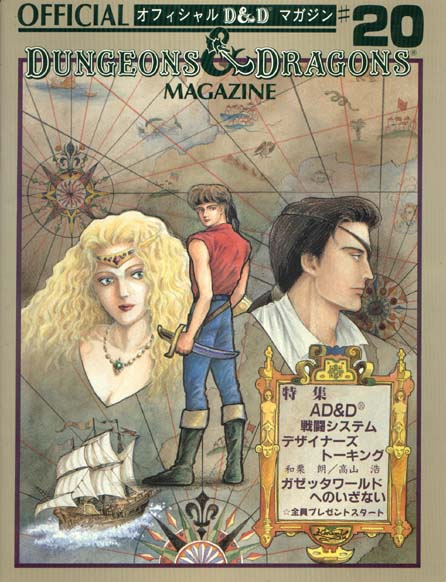 OFFICIAL オフィシャル D&D® マガジン #20
DUNGEONS & DRAGONS®
MAGAZINE
特集
AD&D®
戦闘システム
デザイナーズ
トーキング
和栗 朗/高山 浩
ガゼッタワールド
へのいざない
☆全員プレゼントスタート